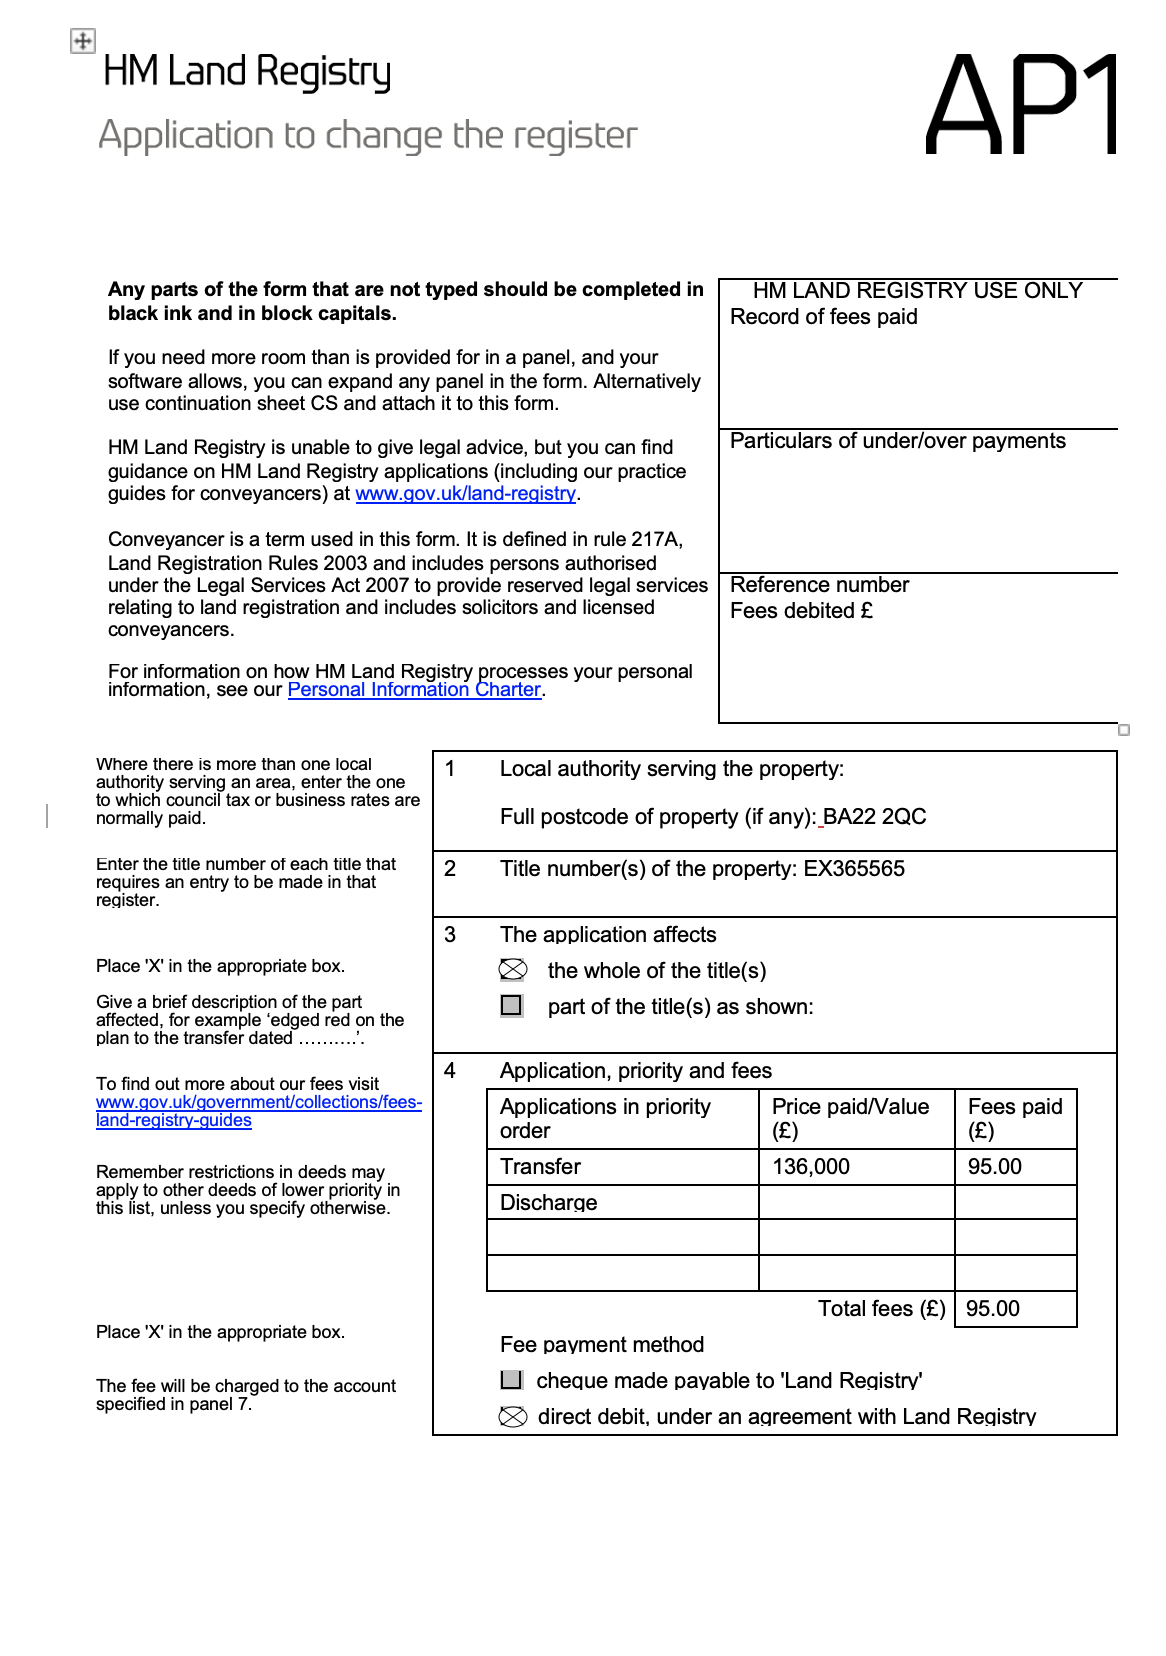 HM Land Registry
Application to change the register
AP1
Any parts of the form that are not typed should be completed in
black ink and in block capitals.
If you need more room than is provided for in a panel, and your
software allows, you can expand any panel in the form. Alternatively
use continuation sheet CS and attach it to this form.
HM Land Registry is unable to give legal advice, but you can find
guidance on HM Land Registry applications (including our practice
guides for conveyancers) at www.gov.uk/land-registry.
Conveyancer is a term used in this form. It is defined in rule 217A,
Land Registration Rules 2003 and includes persons authorised
under the Legal Services Act 2007 to provide reserved legal services
relating to land registration and includes solicitors and licensed
conveyancers.
For information on how HM Land Registry processes your personal
information, see our Personal Information Charter.
HM LAND REGISTRY USE ONLY
Record of fees paid
Particulars of under/over payments
Reference number
Fees debited £
Where there is more than one local
authority serving an area, enter the one
to which council tax or business rates are
normally paid.
1 Local authority serving the property:
Full postcode of property (if any): BA22 2QC
Enter the title number of each title that
requires an entry to be made in that
register.
2 Title number(s) of the property: EX365565
3 The application affects
Place 'X' in the appropriate box.
the whole of the title(s)
Give a brief description of the part
affected, for example ‘edged red on the
plan to the transfer dated ……….’.
part of the title(s) as shown:
To find out more about our fees visit
www.gov.uk/government/collections/fees-
land-registry-guides
Remember restrictions in deeds may
apply to other deeds of lower priority in
this list, unless you specify otherwise.
4 Application, priority and fees
Applications in priority
order
Price paid/Value
(£)
Fees paid
(£)
Transfer 136,000 95.00
Discharge
Total fees (£) 95.00
Place 'X' in the appropriate box.
Fee payment method
The fee will be charged to the account
specified in panel 7.
cheque made payable to 'Land Registry'
direct debit, under an agreement with Land Registry